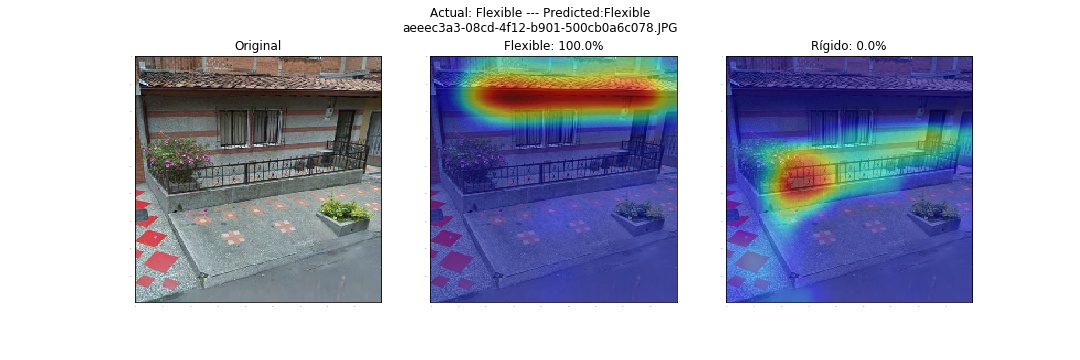 Actual: Flexible --- Predicted:Flexible
aeeec3a3-08cd-4f12-b901-500cb0a6c078.JPG
Original
Flexible: 100.0%
Rígido: 0.0%